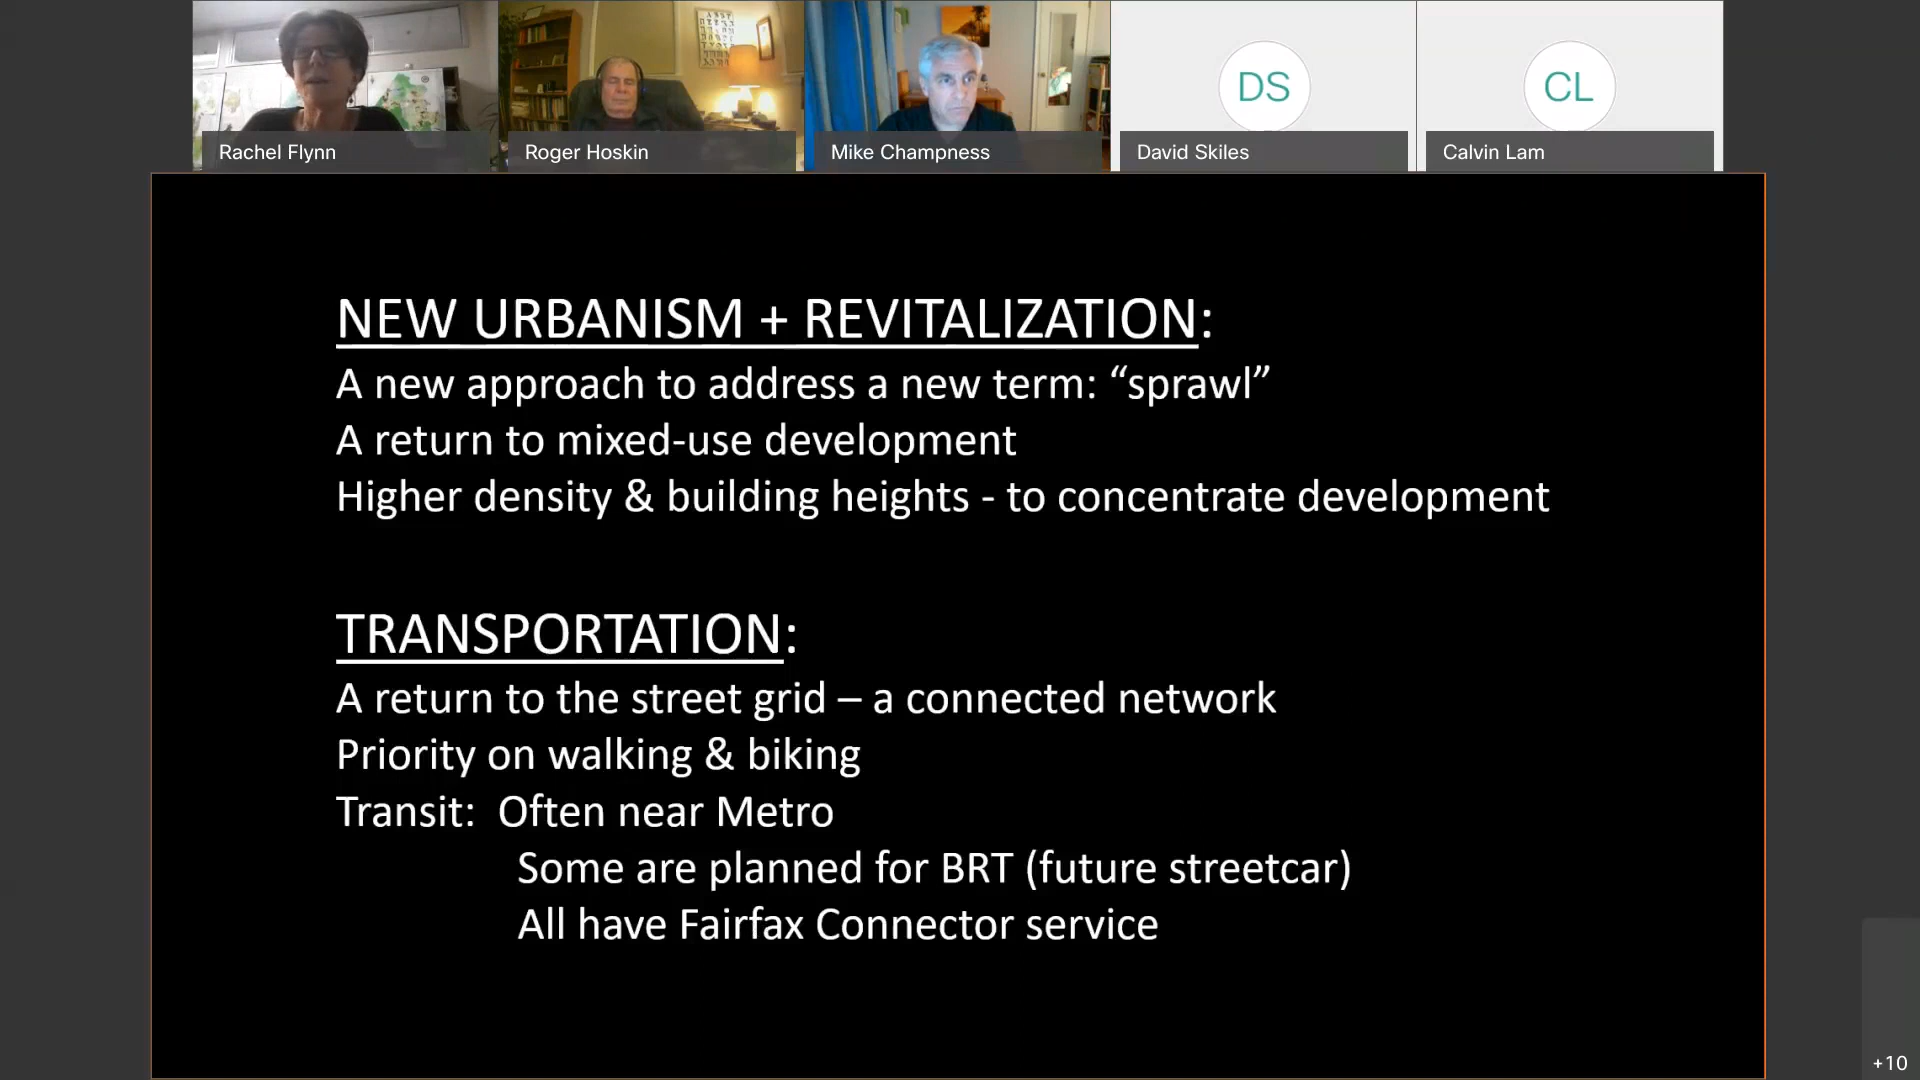 DS
CL
Rachel Flynn
Roger Hoskin
Mike Champness
David Skiles
Calvin Lam
NEW URBANISM + REVITALIZATION:
A new approach to address a new term: “sprawl”
A return to mixed-use development
Higher density & building heights - to concentrate development
TRANSPORTATION:
A return to the street grid – a connected network
Priority on walking & biking
Transit:  Often near Metro
Some are planned for BRT (future streetcar)
All have Fairfax Connector service
+10